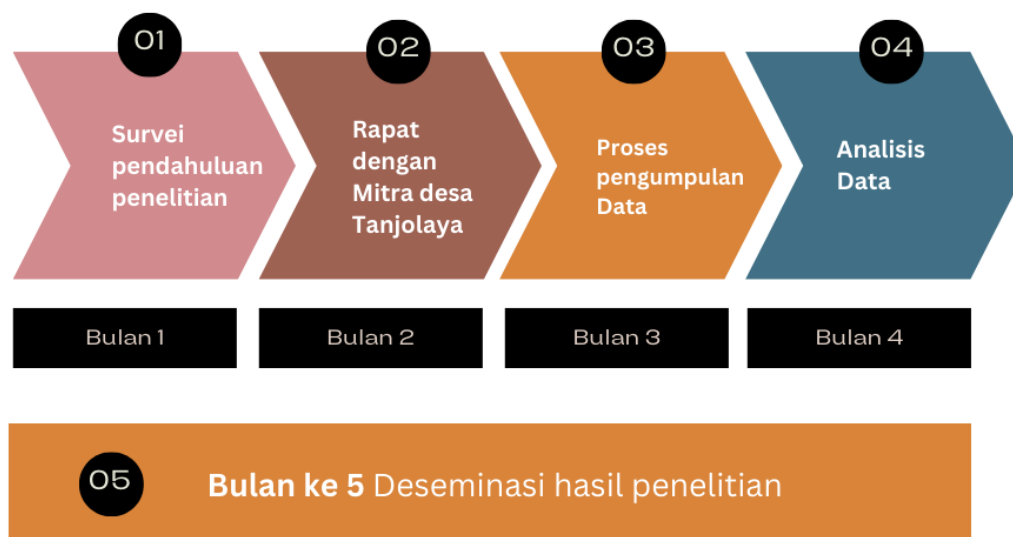 01
Survei
pendahuluan
penelitian
02
Rapat
dengan
Mitra desa
Tanjolaya
03
Proses
pengumpulan
Data
04
Analisis
Data
Bulan 1
Bulan 2
Bulan 3
Bulan 4
05
Bulan ke 5 Deseminasi hasil penelitian